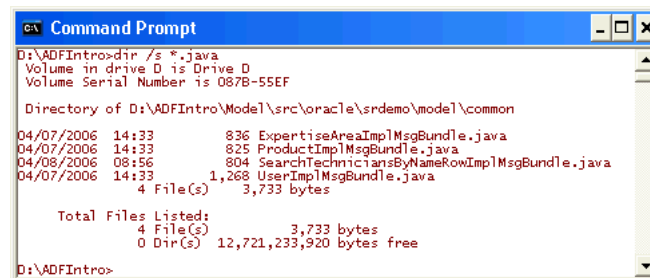 Command Prompt
D:\ADFIntro>dir /s *.java
Volume in drive D is Drive D
Volume Serial Number is 087B-55EF
Directory of D:\ADFIntro\Model\src\oracle\srdemo\model\common
04/07/2006 14:33 836 ExpertiseAreaImplMsgBundle.java
04/07/2006 14:33 825 ProductImplMsgBundle.java
04/08/2006 08:56 804 SearchTechniciansByNameRowImplMsgBundle.java
04/07/2006 14:33 1,268 UserImplMsgBundle.java
4 File(s) 3,733 bytes
Total Files Listed:
4 File(s) 3,733 bytes
0 Dir(s) 12,721,233,920 bytes free
D:\ADFIntro>